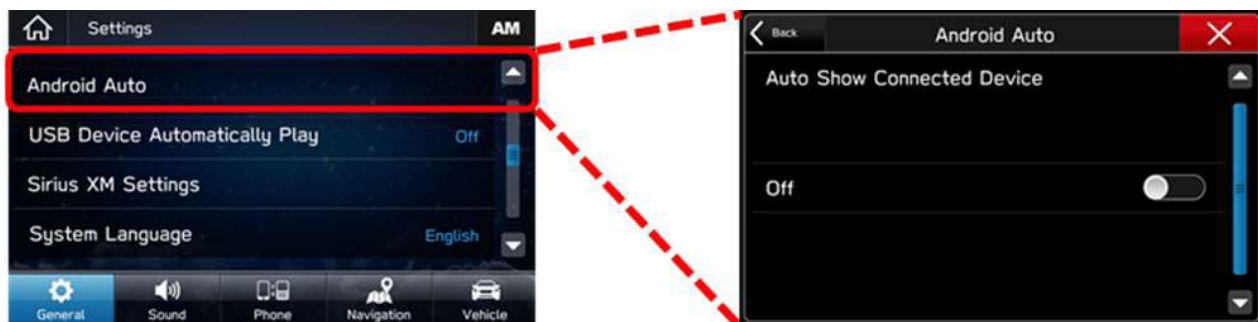 Settings
AM
Android Auto
USB Device Automatically Play
Off
Sirius XM Settings
System Language
English
General
Sound
Phone
Navigation
Vehicle
Back
Android Auto
Auto Show Connected Device
Off